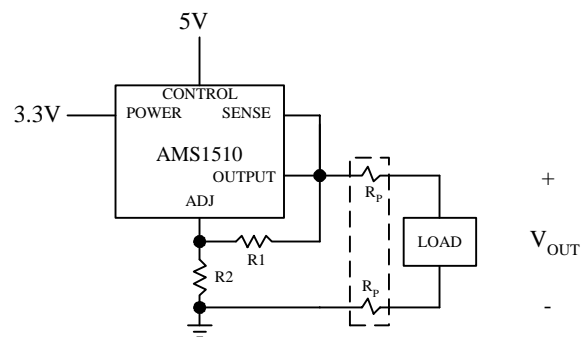 5V
CONTROL
3.3V
POWER SENSE
AMS1510
OUTPUT
ADJ
R1
R2
RP
RP
LOAD
+
VOUT
-